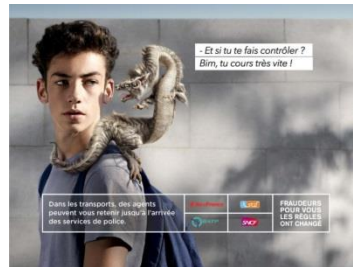 - Et si tu te fais contrôler ?
Bim, tu cours très vite !
Dans les transports, des agents
peuvent vous retenir jusqu'à l'arrivée
des services de police.
SNCF
FRAUDEURS
POUR VOUS
LES RÈGLES
ONT CHANGÉ